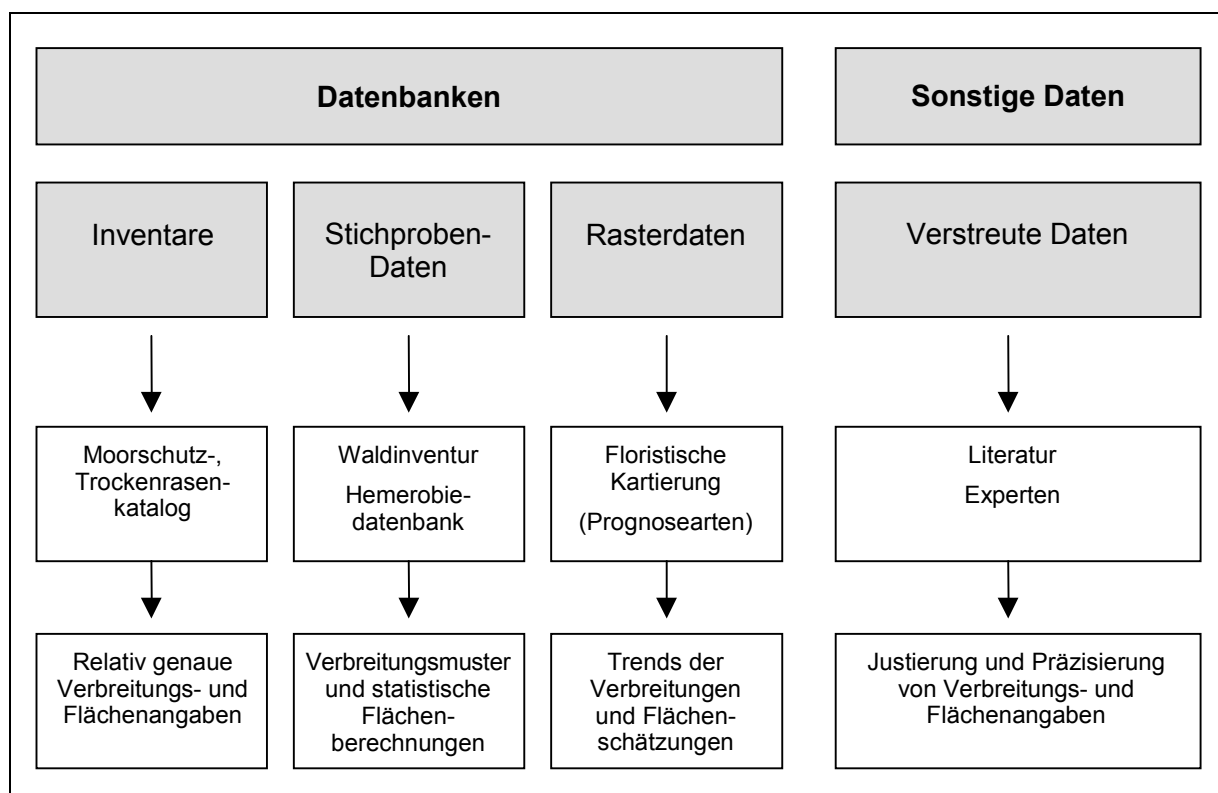 Datenbanken
Sonstige Daten
Inventare
Stichproben-
Daten
Rasterdaten
Verstreute Daten
Moorschutz-,
Trockenrasen-
katalog
Waldinventur
Hemerobie-
datenbank
Floristische
Kartierung
(Prognosearten)
Literatur
Experten
Relativ genaue
Verbreitungs- und
Flächenangaben
Verbreitungsmuster
und statistische
Flächen-
berechnungen
Trends der
Verbreitungen
und Flächen-
schätzungen
Justierung und Präzisierung
von Verbreitungs- und
Flächenangaben